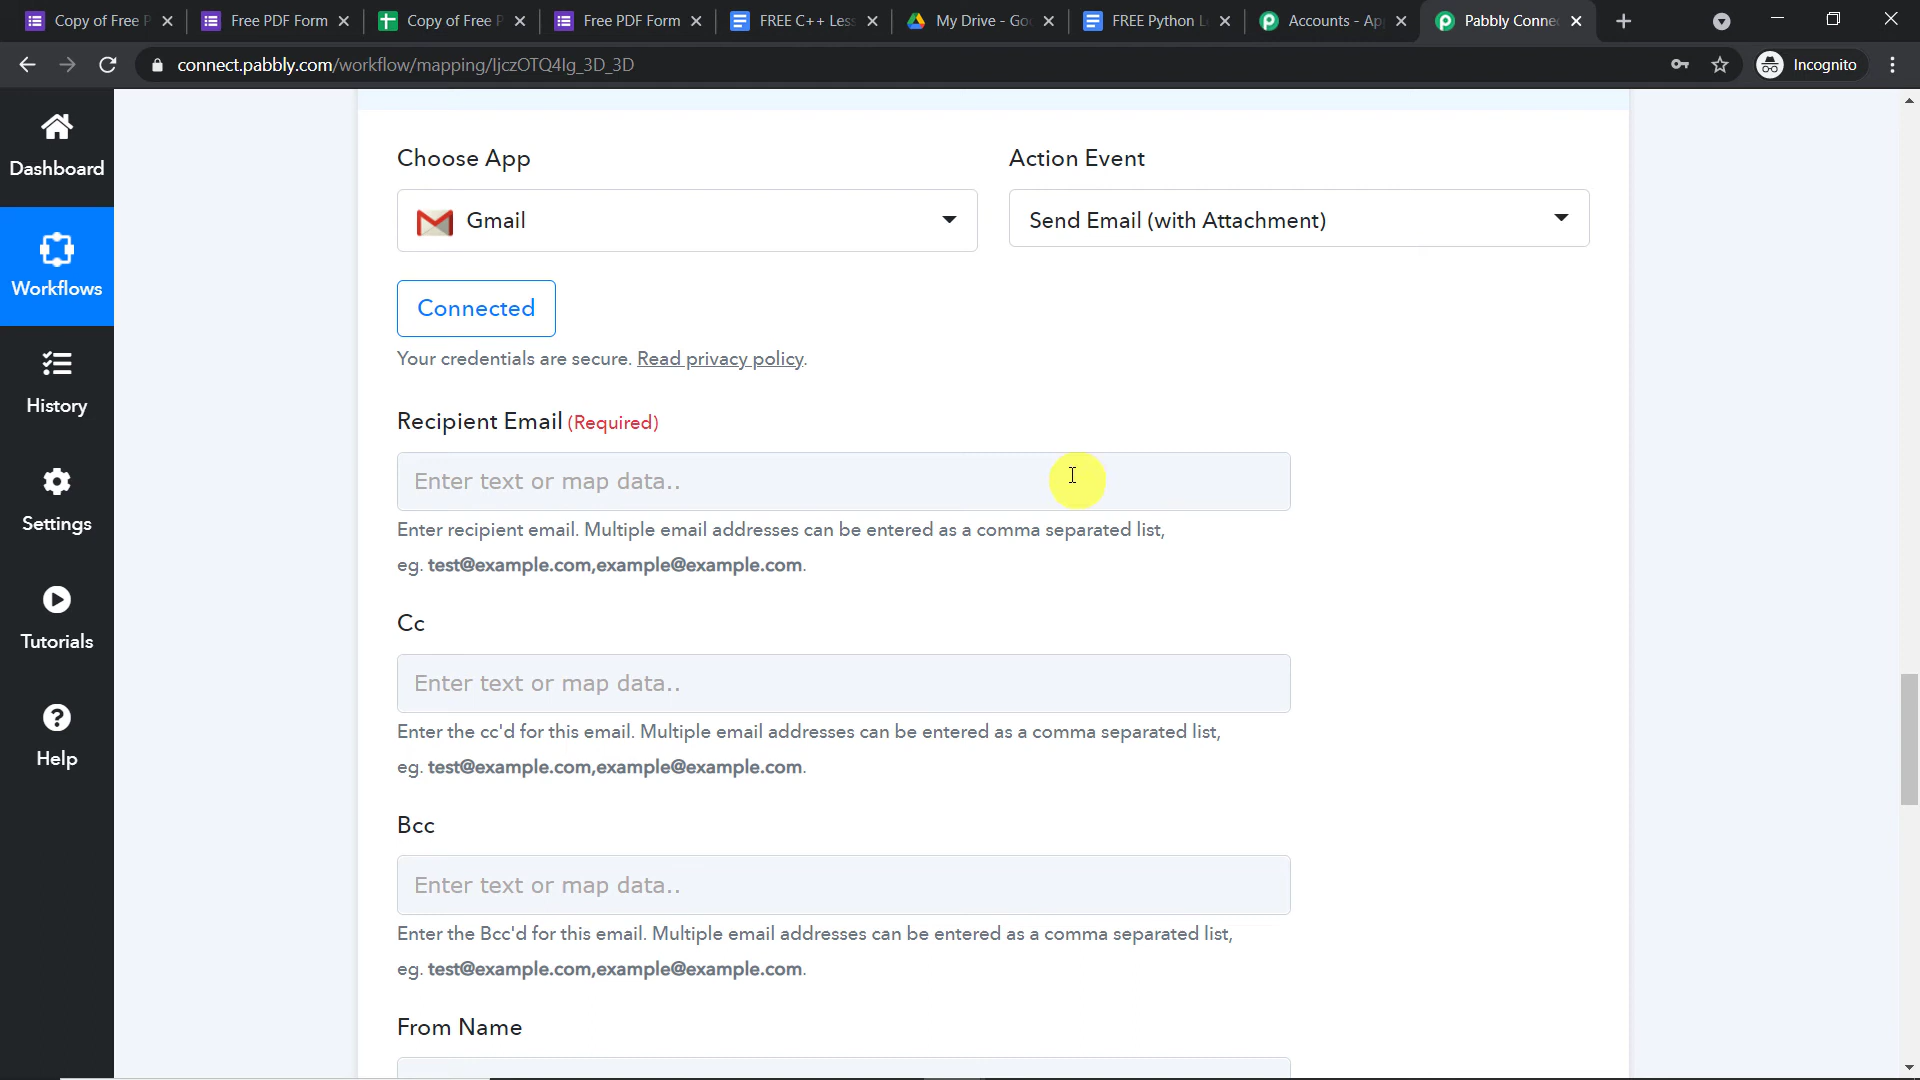 Copy of Free P
Free PDF Form
Copy of Free P
Free PDF Form
FREE C++ Less
My Drive - Goo
FREE Python L
Accounts - Ap
Pabbly Connec
connect.pabbly.com/workflow/mapping/IjczOTQ4Ig_3D_3D
Incognito
Dashboard
Workflows
History
Settings
Tutorials
Help
Choose App
Action Event
Gmail
Send Email (with Attachment)
Connected
Your credentials are secure. Read privacy policy.
Recipient Email (Required)
Enter text or map data..
Enter recipient email. Multiple email addresses can be entered as a comma separated list,
eg. test@example.com,example@example.com.
Cc
Enter text or map data..
Enter the cc'd for this email. Multiple email addresses can be entered as a comma separated list,
eg. test@example.com,example@example.com.
Bcc
Enter text or map data..
Enter the Bcc'd for this email. Multiple email addresses can be entered as a comma separated list,
eg. test@example.com,example@example.com.
From Name